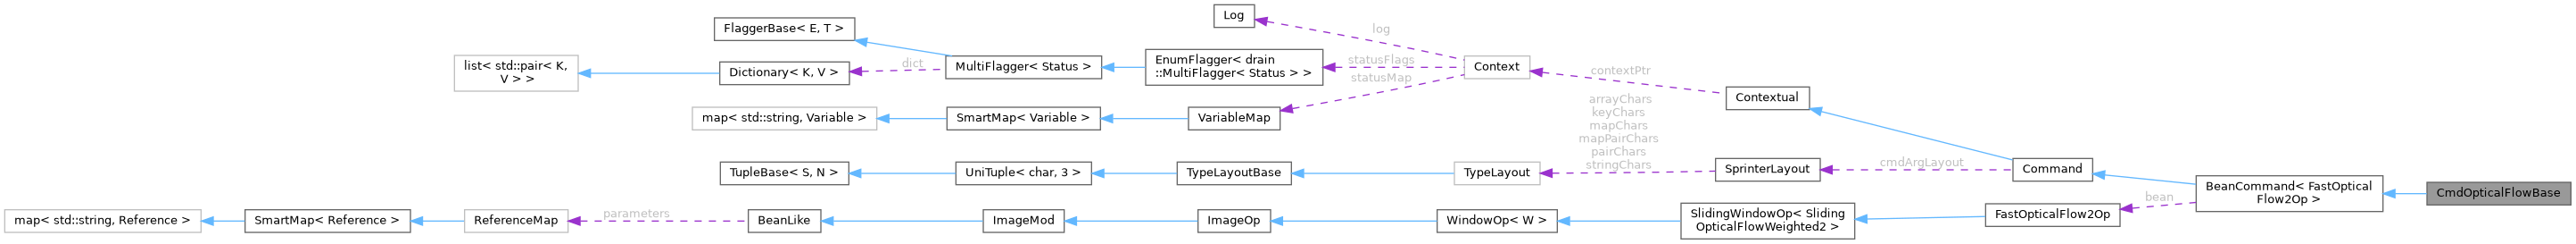 Log
FlaggerBase< E, T >
log
list< std::pair< K,
V > >
Dictionary< K, V >
dict
MultiFlagger< Status >
EnumFlagger< drain
::MultiFlagger< Status > >
statusFlags
statusMap
Context
contextPtr
Contextual
map< std::string, Variable >
SmartMap< Variable >
VariableMap
arrayChars
keyChars
mapChars
mapPairChars
pairChars
stringChars
TupleBase< S, N >
UniTuple< char, 3 >
TypeLayoutBase
TypeLayout
SprinterLayout
cmdArgLayout
Command
BeanCommand< FastOptical
Flow2Op >
CmdOpticalFlowBase
bean
map< std::string, Reference >
SmartMap< Reference >
ReferenceMap
parameters
BeanLike
ImageMod
ImageOp
WindowOp< W >
SlidingWindowOp< Sliding
OpticalFlowWeighted2 >
FastOpticalFlow2Op